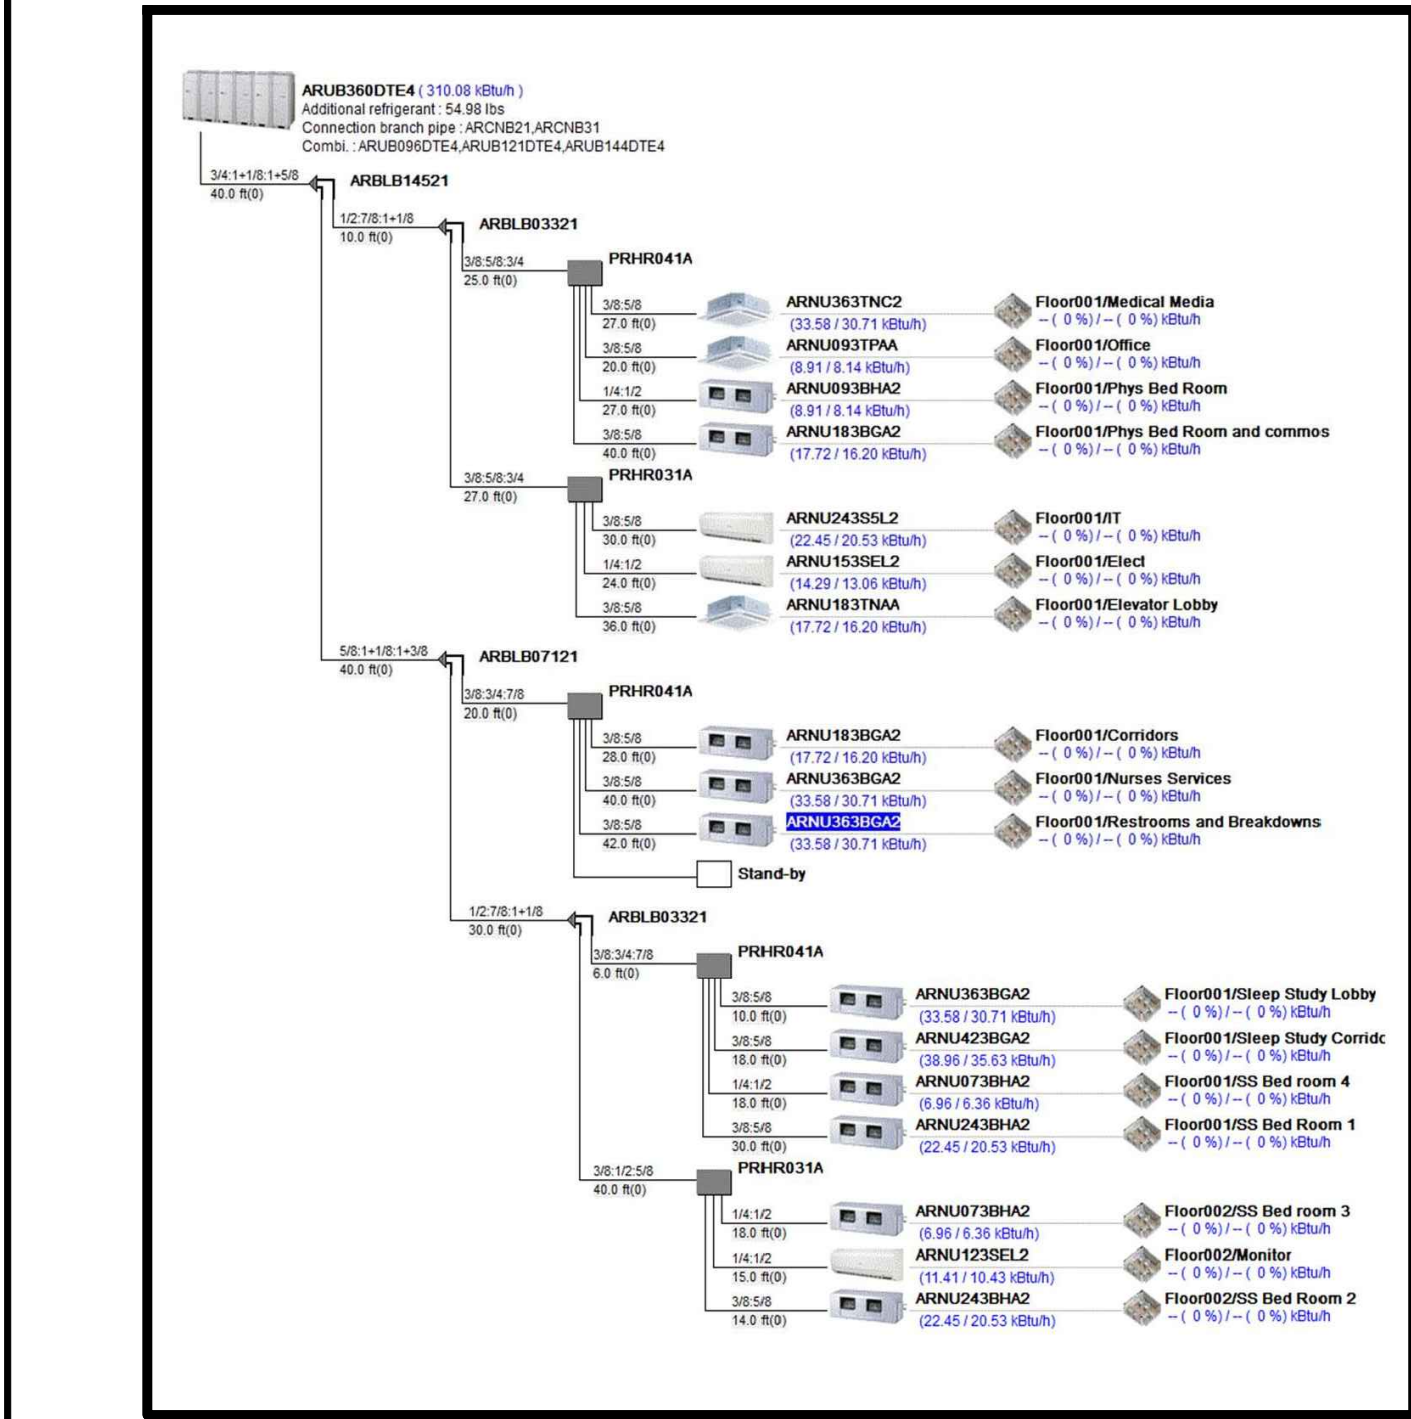 ARUB360DTE4 ( 310.08 kBtu/h )
Additional refrigerant : 54.98 lbs
Connection branch pipe : ARCNB21,ARCNB31
Combi. : ARUB096DTE4,ARUB121DTE4,ARUB144DTE4
3/4:1+1/8:1+5/8
40.0 ft(0)
ARBLB14521
1/2:7/8:1+1/8
10.0 ft(0)
ARBLB03321
3/8:5/8:3/4
25.0 ft(0)
PRHR041A
3/8:5/8
27.0 ft(0)
ARNU363TNC2
(33.58 / 30.71 kBtu/h)
Floor001/Medical Media
-- ( 0 %) / -- ( 0 %) kBtu/h
3/8:5/8
20.0 ft(0)
ARNU093TPAA
(8.91 / 8.14 kBtu/h)
Floor001/Office
-- ( 0 %) / -- ( 0 %) kBtu/h
1/4:1/2
27.0 ft(0)
ARNU093BHA2
(8.91 / 8.14 kBtu/h)
Floor001/Phys Bed Room
-- ( 0 %) / -- ( 0 %) kBtu/h
3/8:5/8
40.0 ft(0)
ARNU183BGA2
(17.72 / 16.20 kBtu/h)
Floor001/Phys Bed Room and commos
-- ( 0 %) / -- ( 0 %) kBtu/h
3/8:5/8:3/4
27.0 ft(0)
PRHR031A
3/8:5/8
30.0 ft(0)
ARNU243S5L2
(22.45 / 20.53 kBtu/h)
Floor001/IT
-- ( 0 %) / -- ( 0 %) kBtu/h
1/4:1/2
24.0 ft(0)
ARNU153SEL2
(14.29 / 13.06 kBtu/h)
Floor001/Elect
-- ( 0 %) / -- ( 0 %) kBtu/h
3/8:5/8
36.0 ft(0)
ARNU183TNAA
(17.72 / 16.20 kBtu/h)
Floor001/Elevator Lobby
-- ( 0 %) / -- ( 0 %) kBtu/h
5/8:1+1/8:1+3/8
40.0 ft(0)
ARBLB07121
3/8:3/4:7/8
20.0 ft(0)
PRHR041A
3/8:5/8
28.0 ft(0)
ARNU183BGA2
(17.72 / 16.20 kBtu/h)
Floor001/Corridors
-- ( 0 %) / -- ( 0 %) kBtu/h
3/8:5/8
40.0 ft(0)
ARNU363BGA2
(33.58 / 30.71 kBtu/h)
Floor001/Nurses Services
-- ( 0 %) / -- ( 0 %) kBtu/h
3/8:5/8
42.0 ft(0)
ARNU363BGA2
(33.58 / 30.71 kBtu/h)
Floor001/Restrooms and Breakdowns
-- ( 0 %) / -- ( 0 %) kBtu/h
Stand-by
1/2:7/8:1+1/8
30.0 ft(0)
ARBLB03321
3/8:3/4:7/8
6.0 ft(0)
PRHR041A
3/8:5/8
10.0 ft(0)
ARNU363BGA2
(33.58 / 30.71 kBtu/h)
Floor001/Sleep Study Lobby
-- ( 0 %) / -- ( 0 %) kBtu/h
3/8:5/8
18.0 ft(0)
ARNU423BGA2
(38.96 / 35.63 kBtu/h)
Floor001/Sleep Study Corridc
-- ( 0 %) / -- ( 0 %) kBtu/h
1/4:1/2
18.0 ft(0)
ARNU073BHA2
(6.96 / 6.36 kBtu/h)
Floor001/SS Bed room 4
-- ( 0 %) / -- ( 0 %) kBtu/h
3/8:5/8
30.0 ft(0)
ARNU243BHA2
(22.45 / 20.53 kBtu/h)
Floor001/SS Bed Room 1
-- ( 0 %) / -- ( 0 %) kBtu/h
3/8:1/2:5/8
40.0 ft(0)
PRHR031A
1/4:1/2
18.0 ft(0)
ARNU073BHA2
(6.96 / 6.36 kBtu/h)
Floor002/SS Bed room 3
-- ( 0 %) / -- ( 0 %) kBtu/h
1/4:1/2
15.0 ft(0)
ARNU123SEL2
(11.41 / 10.43 kBtu/h)
Floor002/Monitor
-- ( 0 %) / -- ( 0 %) kBtu/h
3/8:5/8
14.0 ft(0)
ARNU243BHA2
(22.45 / 20.53 kBtu/h)
Floor002/SS Bed Room 2
-- ( 0 %) / -- ( 0 %) kBtu/h